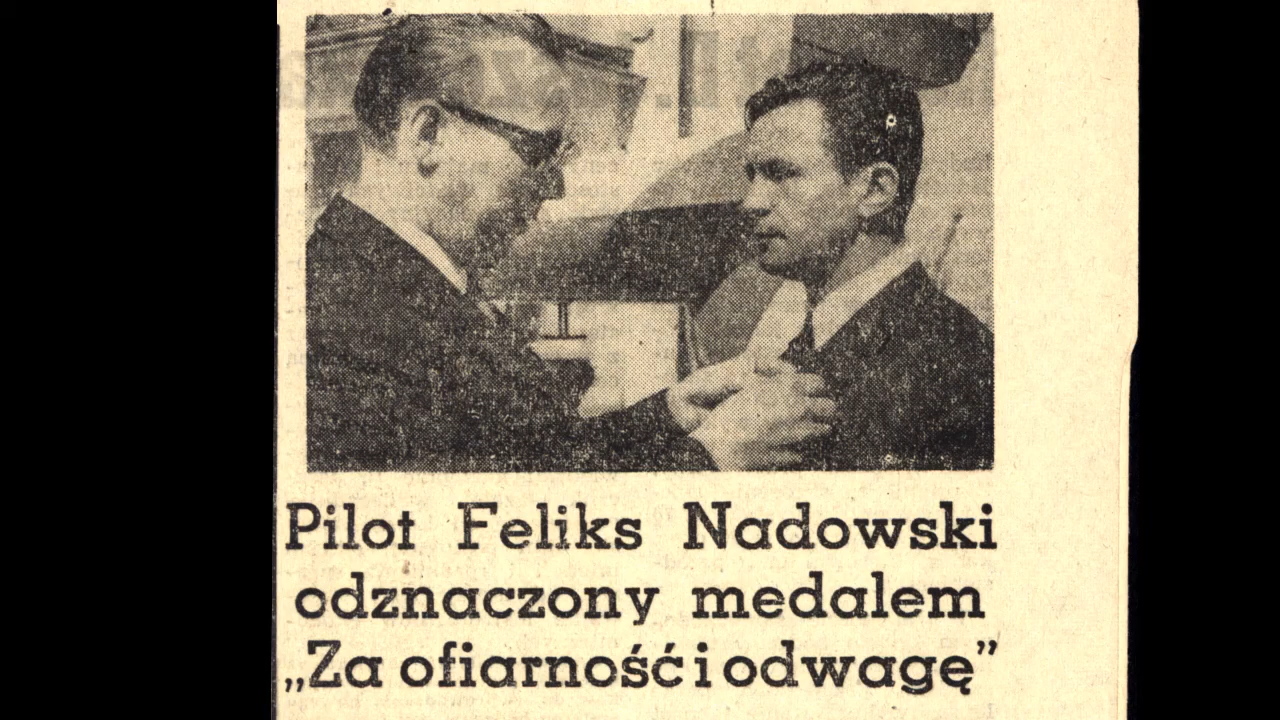 Pilot Feliks Nadowski
odznaczony medalem
„Za ofiarność i odwagę”